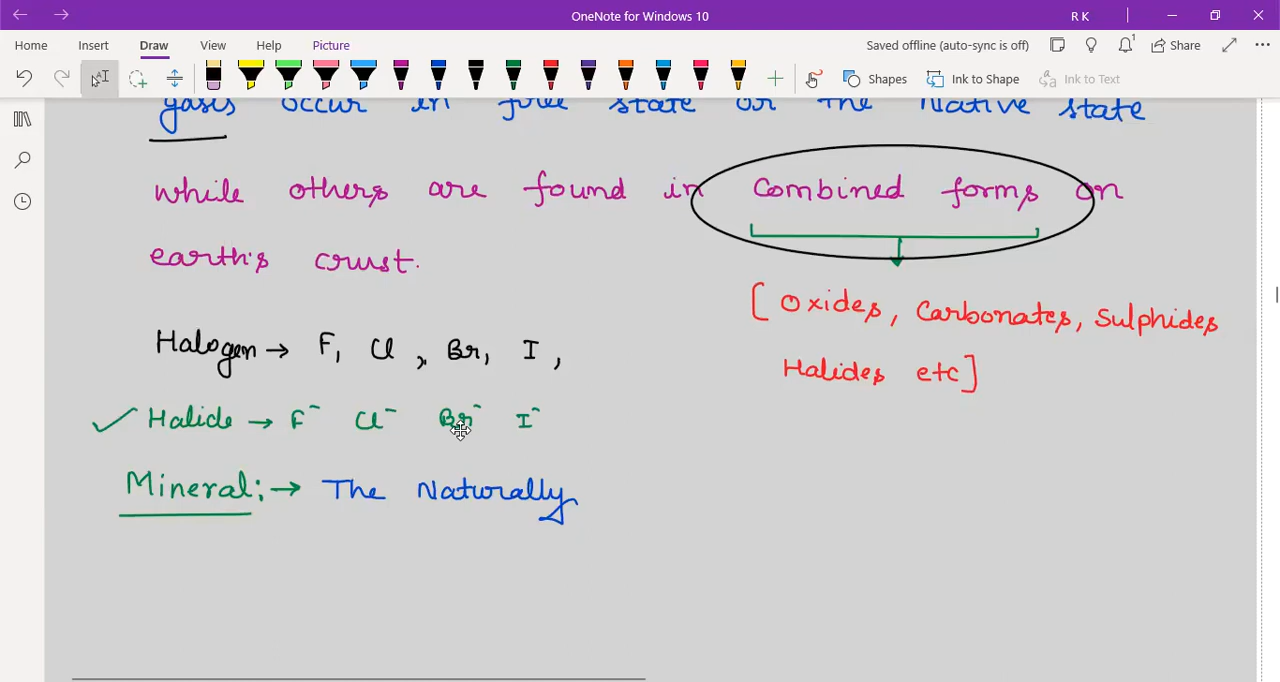 OneNote for Windows 10
R K
Home Insert Draw View Help Picture
Saved offline (auto-sync is off)
1
Share
Shapes
Ink to Shape
Ink to Text
gases occur in free state or the Native state
while others are found in Combined forms on
earth's crust.
[Oxides, Carbonates, Sulphides
Halides etc]
Halogen → F, Cl, Br, I,
Halide → F⁻ Cl⁻ Br⁻ I⁻
Mineral:→ The Naturally